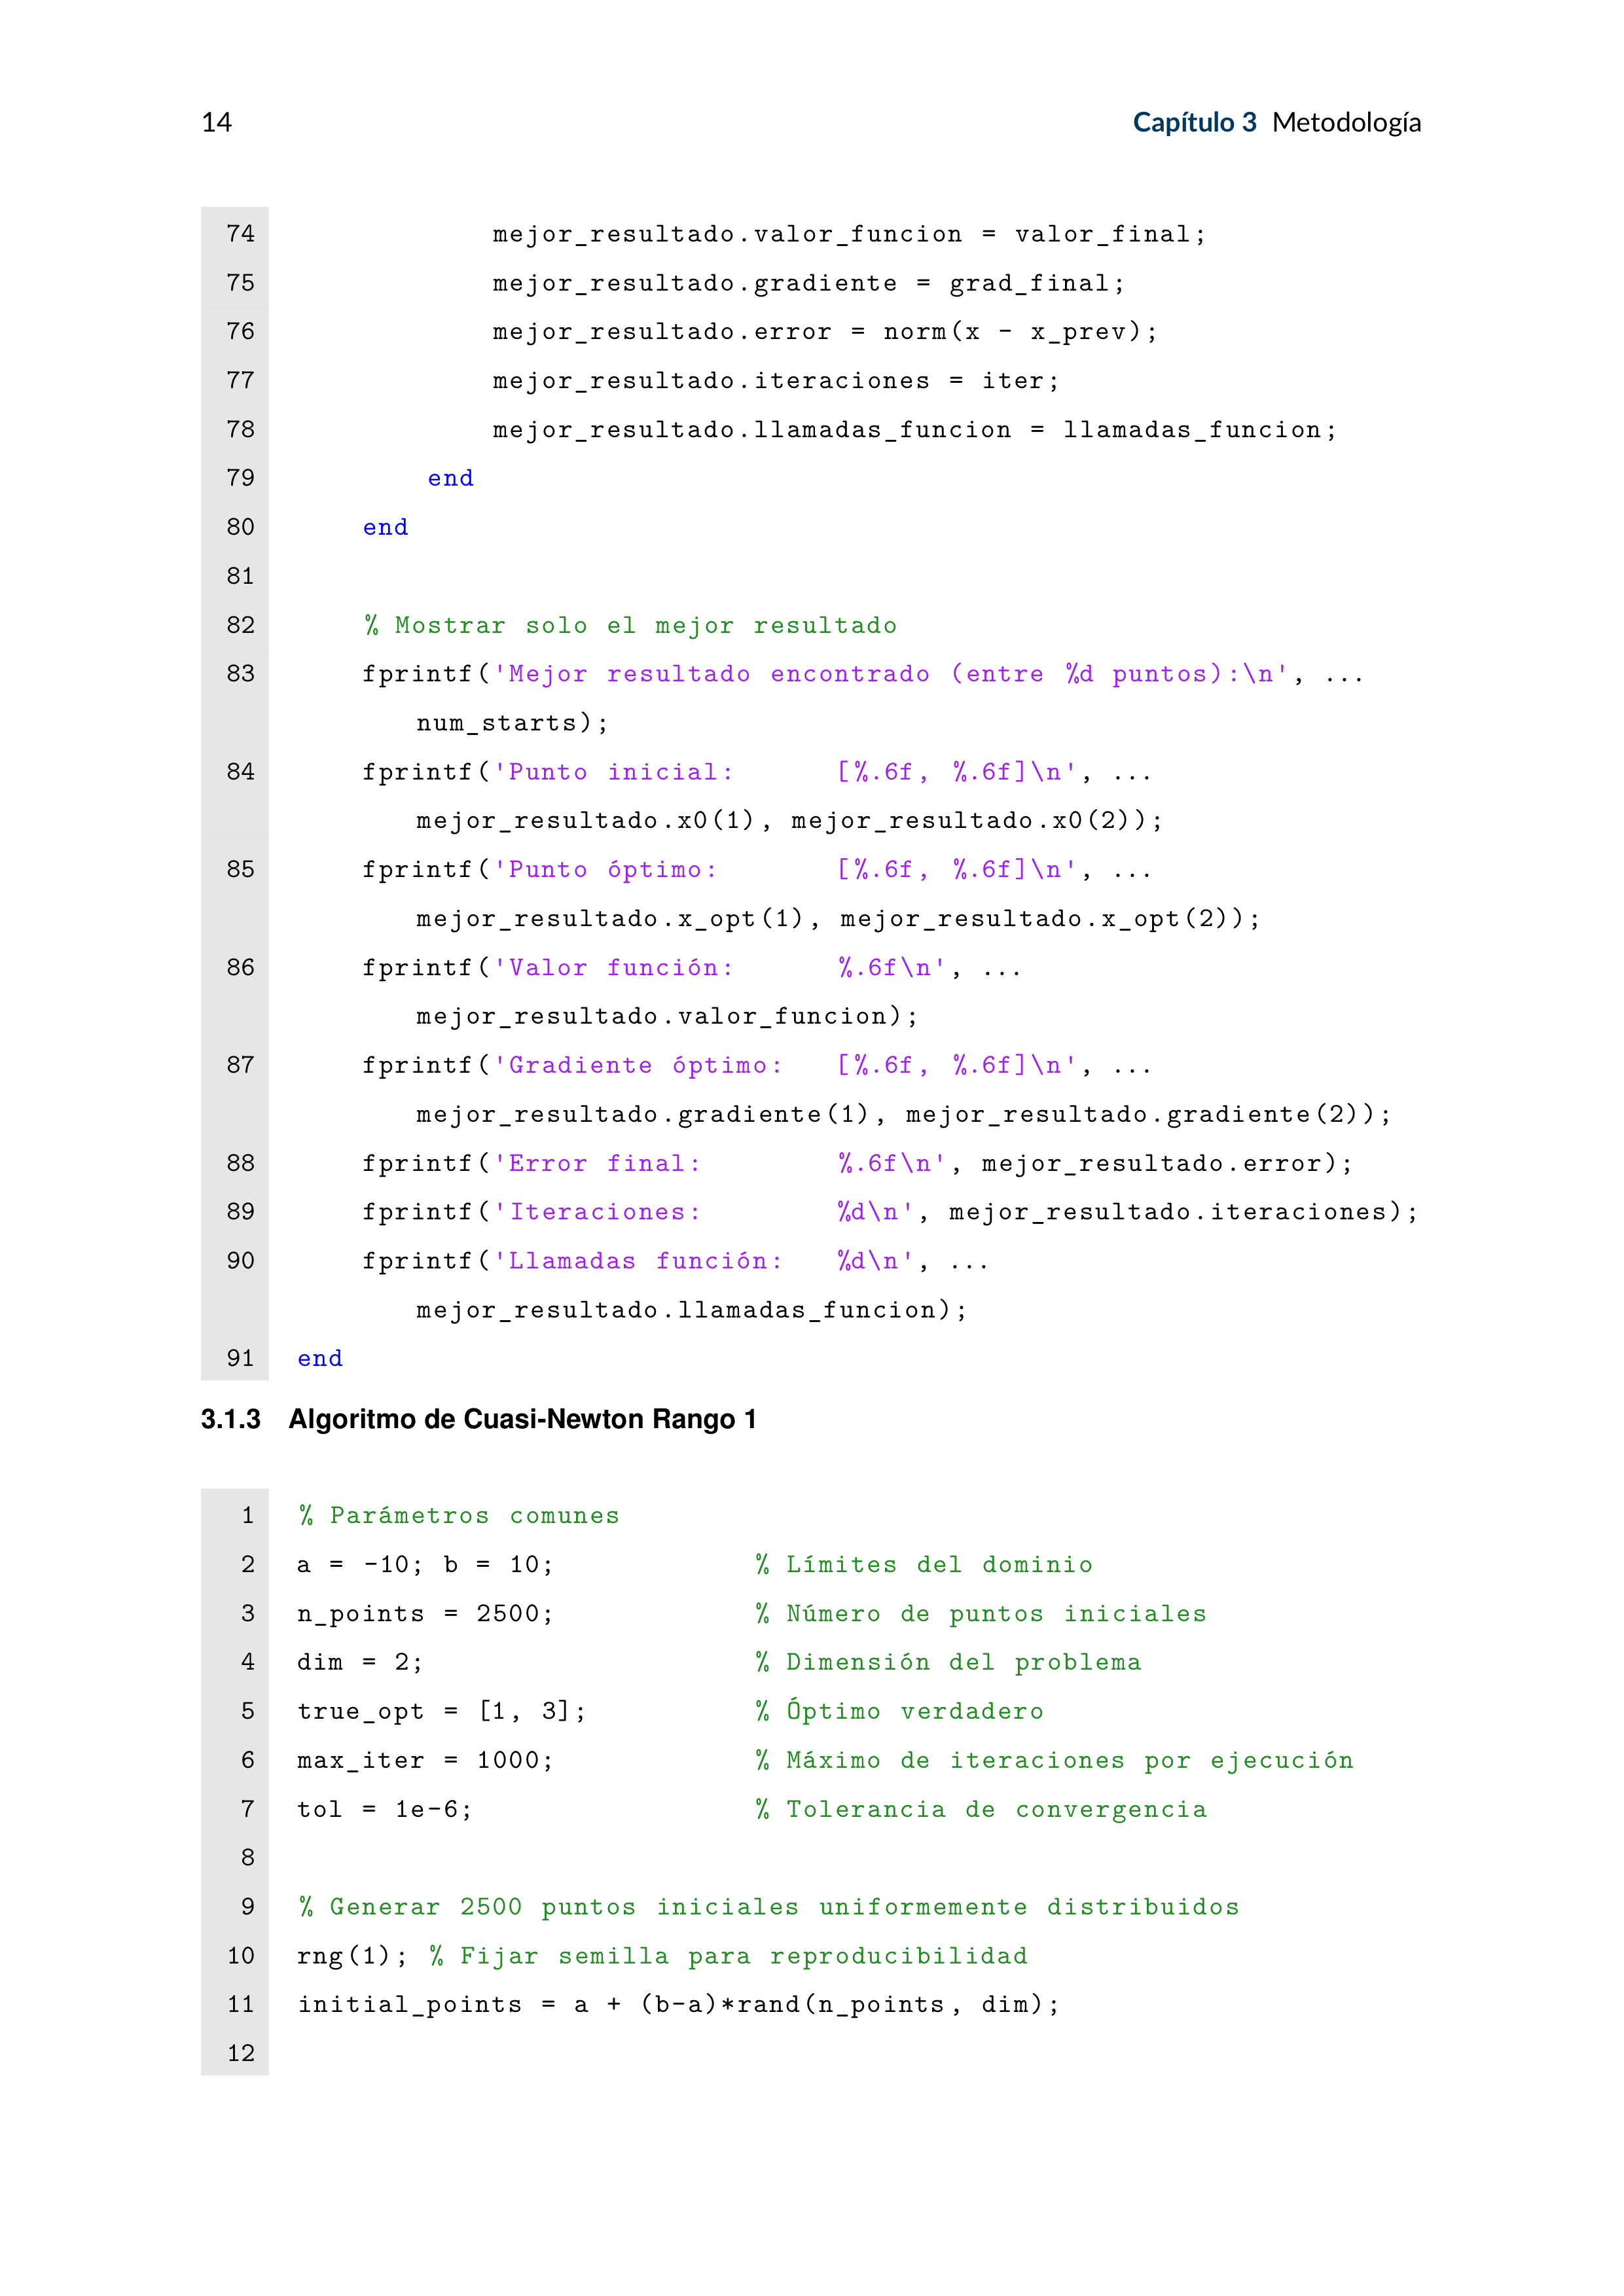 14 Capítulo 3 Metodología
74 mejor_resultado.valor_funcion = valor_final;
75 mejor_resultado.gradiente = grad_final;
76 mejor_resultado.error = norm(x - x_prev);
77 mejor_resultado.iteraciones = iter;
78 mejor_resultado.llamadas_funcion = llamadas_funcion;
79 end
80 end
81
82 % Mostrar solo el mejor resultado
83 fprintf('Mejor resultado encontrado (entre %d puntos):\n', ...
num_starts);
84 fprintf('Punto inicial:      [%.6f, %.6f]\n', ...
mejor_resultado.x0(1), mejor_resultado.x0(2));
85 fprintf('Punto óptimo:       [%.6f, %.6f]\n', ...
mejor_resultado.x_opt(1), mejor_resultado.x_opt(2));
86 fprintf('Valor función:      %.6f\n', ...
mejor_resultado.valor_funcion);
87 fprintf('Gradiente óptimo:   [%.6f, %.6f]\n', ...
mejor_resultado.gradiente(1), mejor_resultado.gradiente(2));
88 fprintf('Error final:        %.6f\n', mejor_resultado.error);
89 fprintf('Iteraciones:        %d\n', mejor_resultado.iteraciones);
90 fprintf('Llamadas función:   %d\n', ...
mejor_resultado.llamadas_funcion);
91 end
3.1.3 Algoritmo de Cuasi-Newton Rango 1
1 % Parámetros comunes
2 a = -10; b = 10; % Límites del dominio
3 n_points = 2500; % Número de puntos iniciales
4 dim = 2; % Dimensión del problema
5 true_opt = [1, 3]; % Óptimo verdadero
6 max_iter = 1000; % Máximo de iteraciones por ejecución
7 tol = 1e-6; % Tolerancia de convergencia
8
9 % Generar 2500 puntos iniciales uniformemente distribuidos
10 rng(1); % Fijar semilla para reproducibilidad
11 initial_points = a + (b-a)*rand(n_points, dim);
12